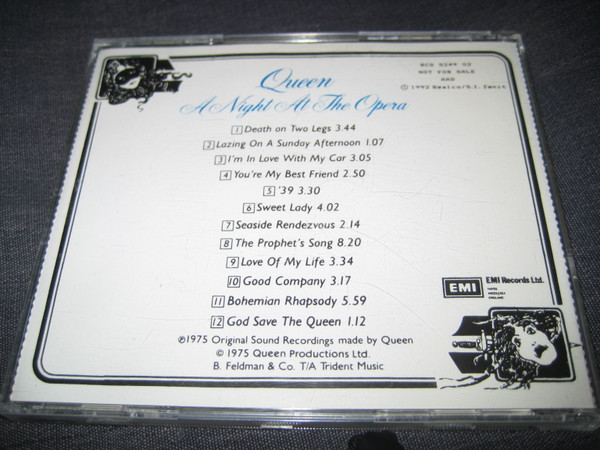 Queen
A Night At The Opera
NOT FOR SALE
1 Death on Two Legs 3.44
2 Lazing On A Sunday Afternoon 1.07
3 I'm In Love With My Car 3.05
4 You're My Best Friend 2.50
5 '39 3.30
6 Sweet Lady 4.02
7 Seaside Rendezvous 2.14
8 The Prophet's Song 8.20
9 Love Of My Life 3.34
10 Good Company 3.17
11 Bohemian Rhapsody 5.59
12 God Save The Queen 1.12
EMI
EMI Records Ltd.
ENGLAND
℗1975 Original Sound Recordings made by Queen
© 1975 Queen Productions Ltd.
B. Feldman & Co. T/A Trident Music